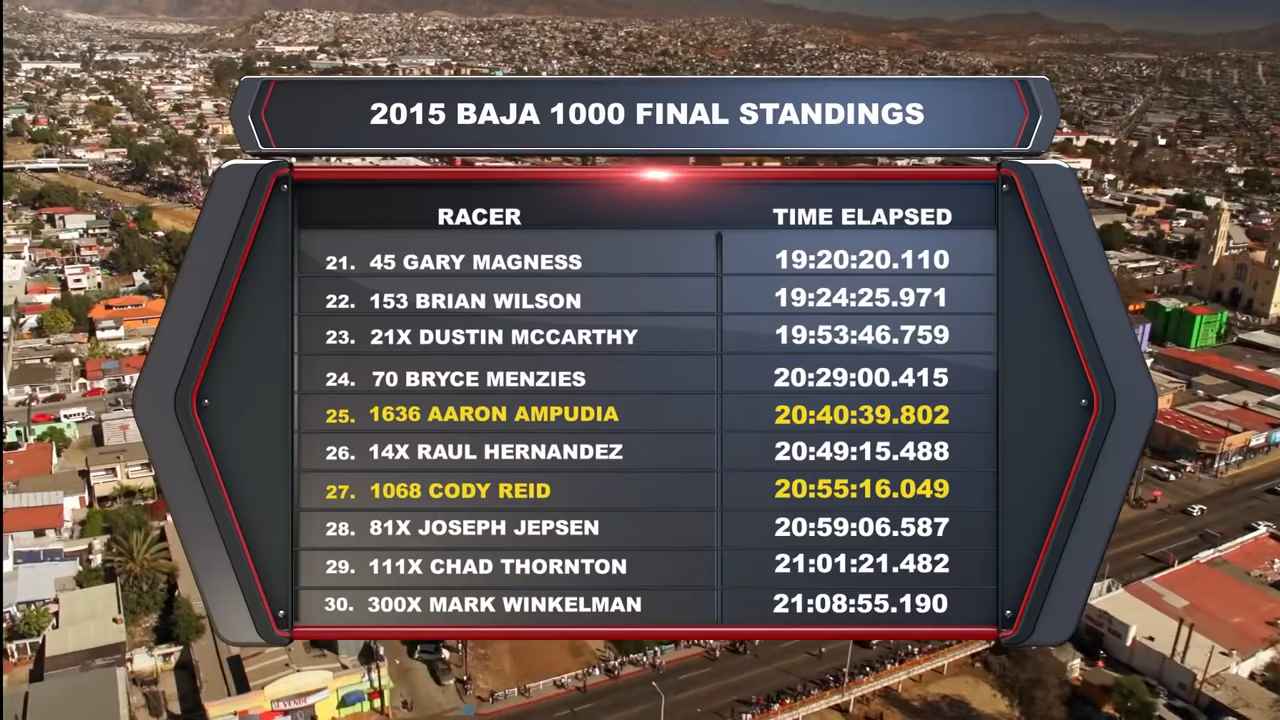 2015 BAJA 1000 FINAL STANDINGS
RACER TIME ELAPSED
21. 45 GARY MAGNESS 19:20:20.110
22. 153 BRIAN WILSON 19:24:25.971
23. 21X DUSTIN MCCARTHY 19:53:46.759
24. 70 BRYCE MENZIES 20:29:00.415
25. 1636 AARON AMPUDIA 20:40:39.802
26. 14X RAUL HERNANDEZ 20:49:15.488
27. 1068 CODY REID 20:55:16.049
28. 81X JOSEPH JEPSEN 20:59:06.587
29. 111X CHAD THORNTON 21:01:21.482
30. 300X MARK WINKELMAN 21:08:55.190
SE VENDE